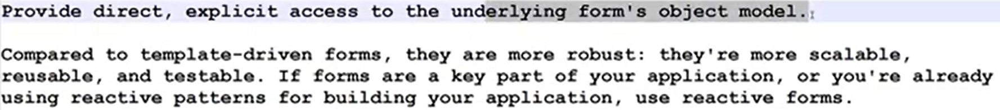 Provide direct, explicit access to the underlying form's object model.
Compared to template-driven forms, they are more robust: they're more scalable,
reusable, and testable. If forms are a key part of your application, or you're already
using reactive patterns for building your application, use reactive forms.